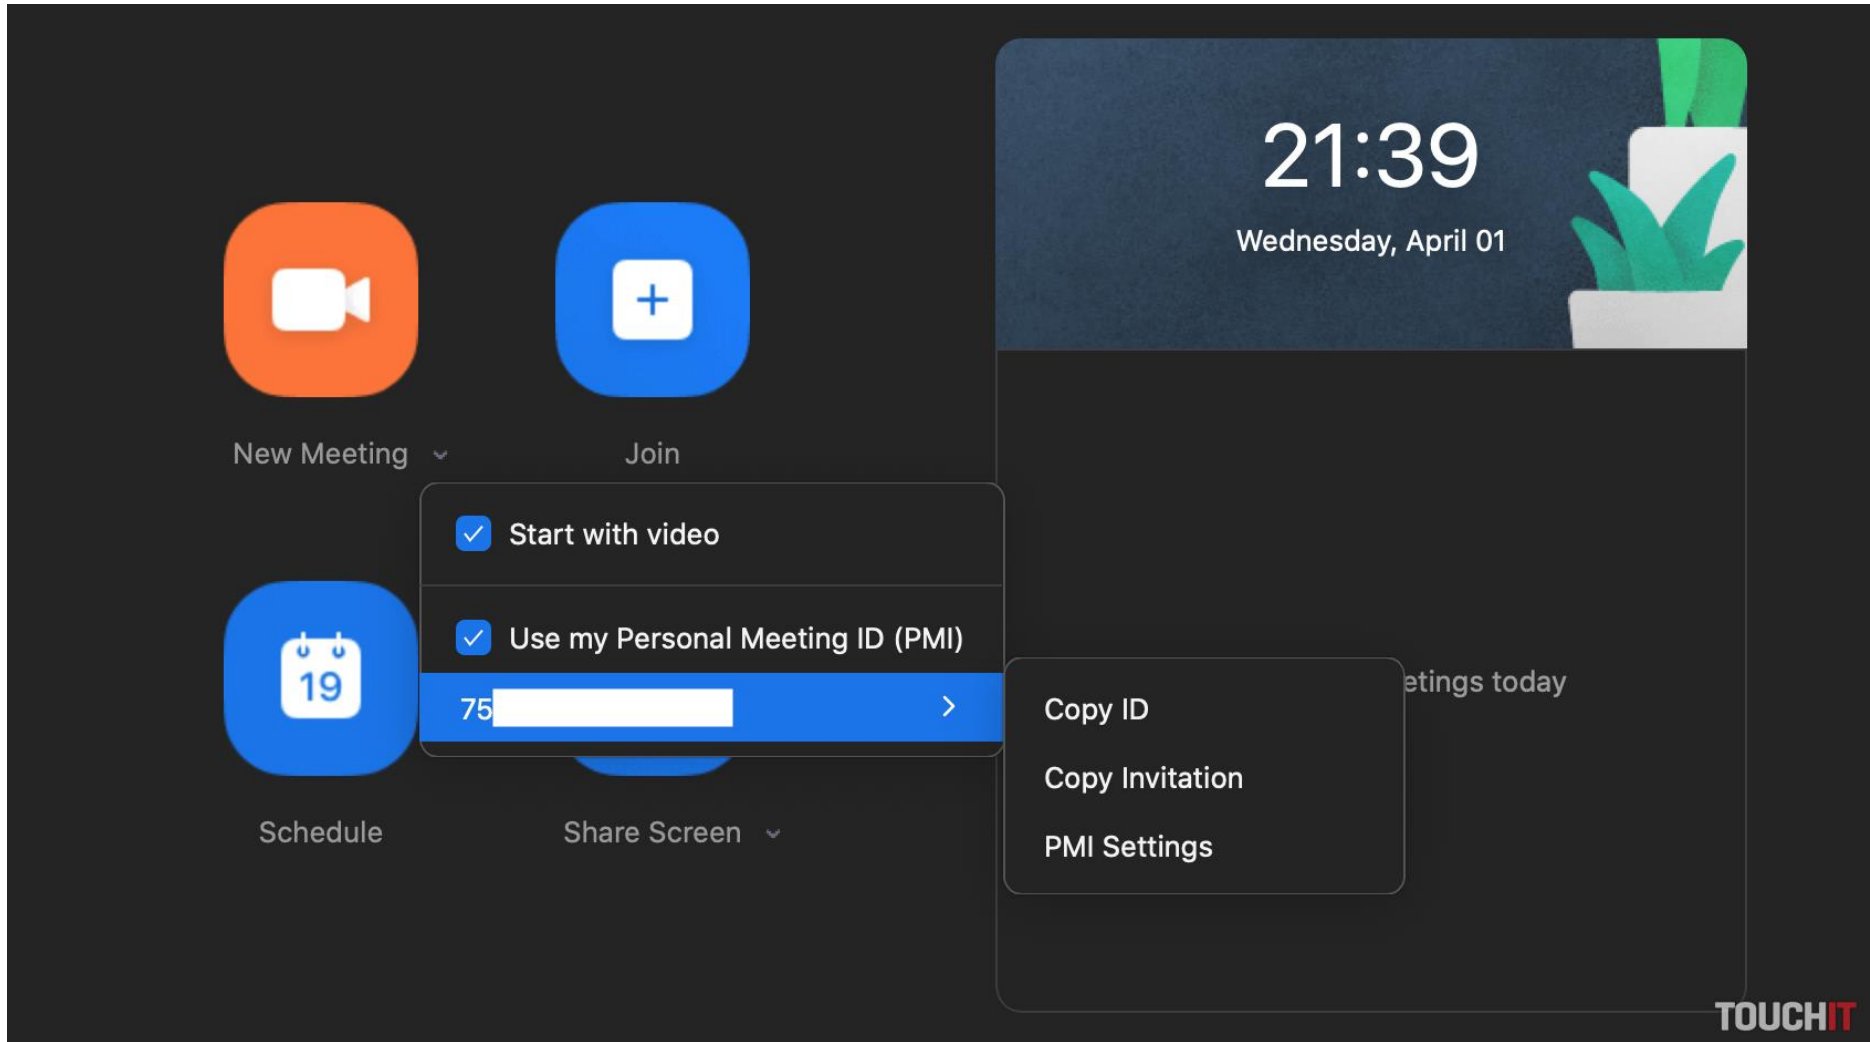 21:39
Wednesday, April 01
New Meeting
Join
Start with video
Use my Personal Meeting ID (PMI)
75
19
Copy ID
etings today
Copy Invitation
PMI Settings
Schedule
Share Screen
TOUCHIT